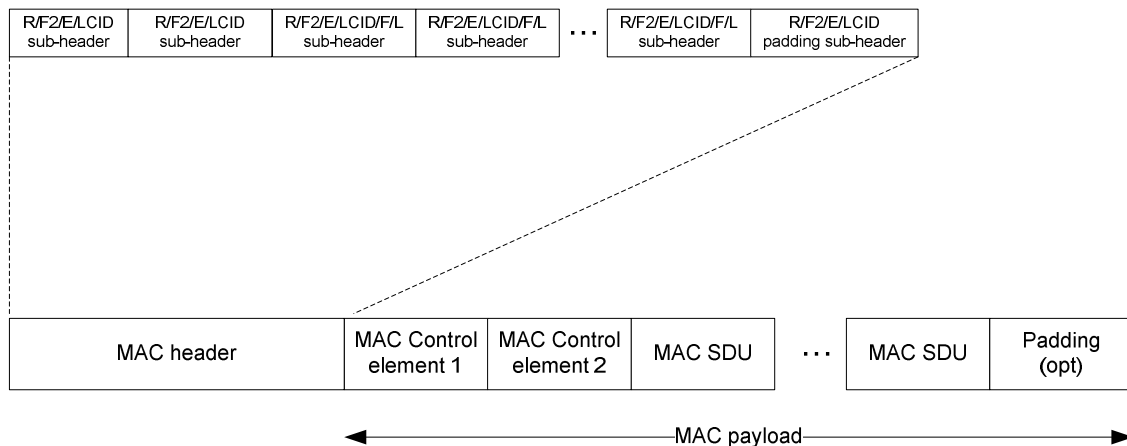 R/F2/E/LCID
sub-header
R/F2/E/LCID
sub-header
R/F2/E/LCID/F/L
sub-header
R/F2/E/LCID/F/L
sub-header
...
R/F2/E/LCID/F/L
sub-header
R/F2/E/LCID
padding sub-header
MAC header
MAC Control
element 1
MAC Control
element 2
MAC SDU
...
MAC SDU
Padding
(opt)
MAC payload